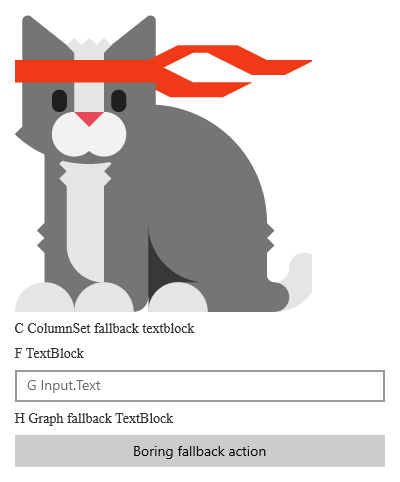 C ColumnSet fallback textblock
F TextBlock
G Input.Text
H Graph fallback TextBlock
Boring fallback action